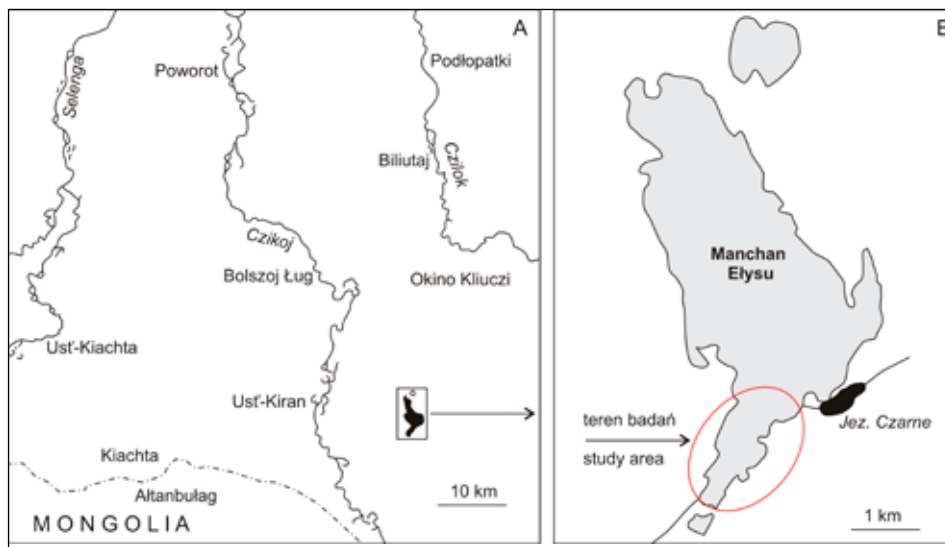 A
Selenga
Poworot
Podłopatki
Biliutaj
Cziłok
Czikoj
Bolszoj Ług
Okino Kliuczi
Usť-Kiachta
Usť-Kiran
Kiachta
Ałtanbułag
MONGOLIA
10 km
B
Manchan
Ełysu
teren badań
study area
Jez. Czarne
1 km